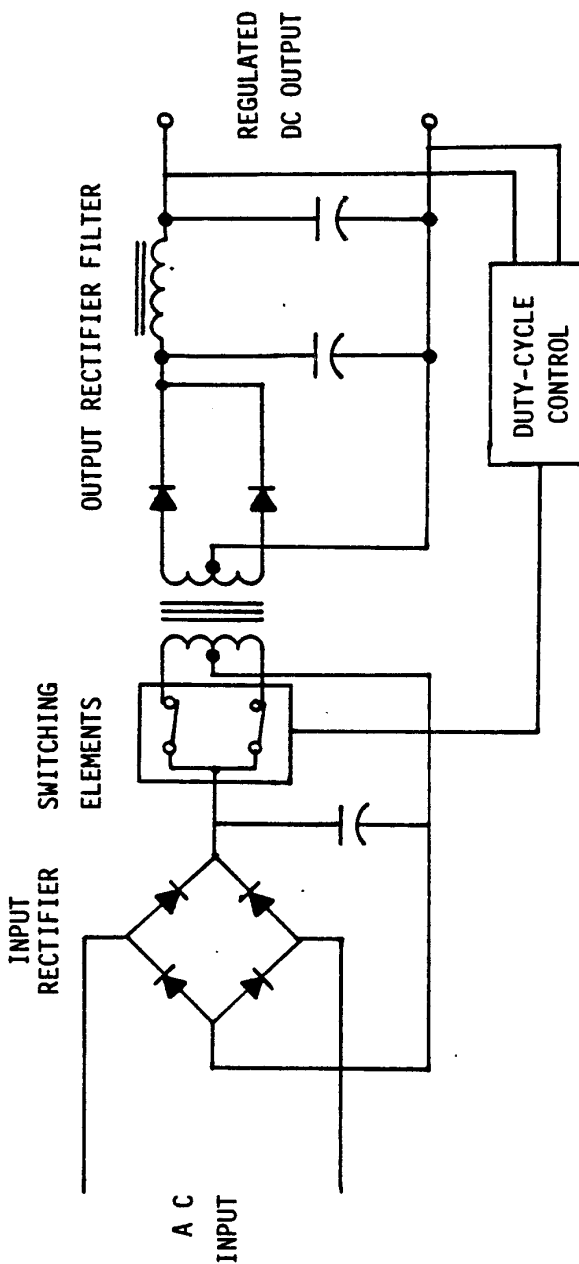 A C
INPUT
INPUT
RECTIFIER
SWITCHING
ELEMENTS
OUTPUT RECTIFIER FILTER
REGULATED
DC OUTPUT
DUTY-CYCLE
CONTROL